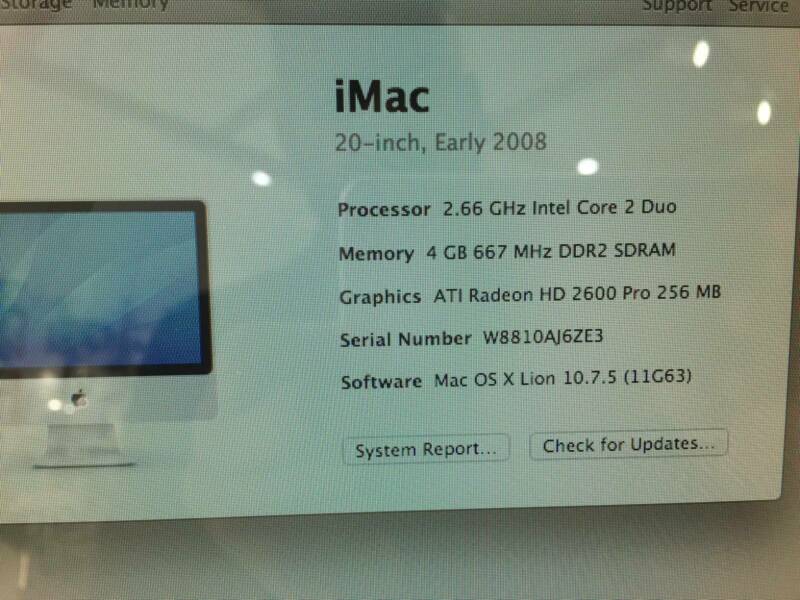 Storage Memory Support Service
iMac
20-inch, Early 2008
Processor 2.66 GHz Intel Core 2 Duo
Memory 4 GB 667 MHz DDR2 SDRAM
Graphics ATI Radeon HD 2600 Pro 256 MB
Serial Number W8810AJ6ZE3
Software Mac OS X Lion 10.7.5 (11G63)
System Report... Check for Updates...